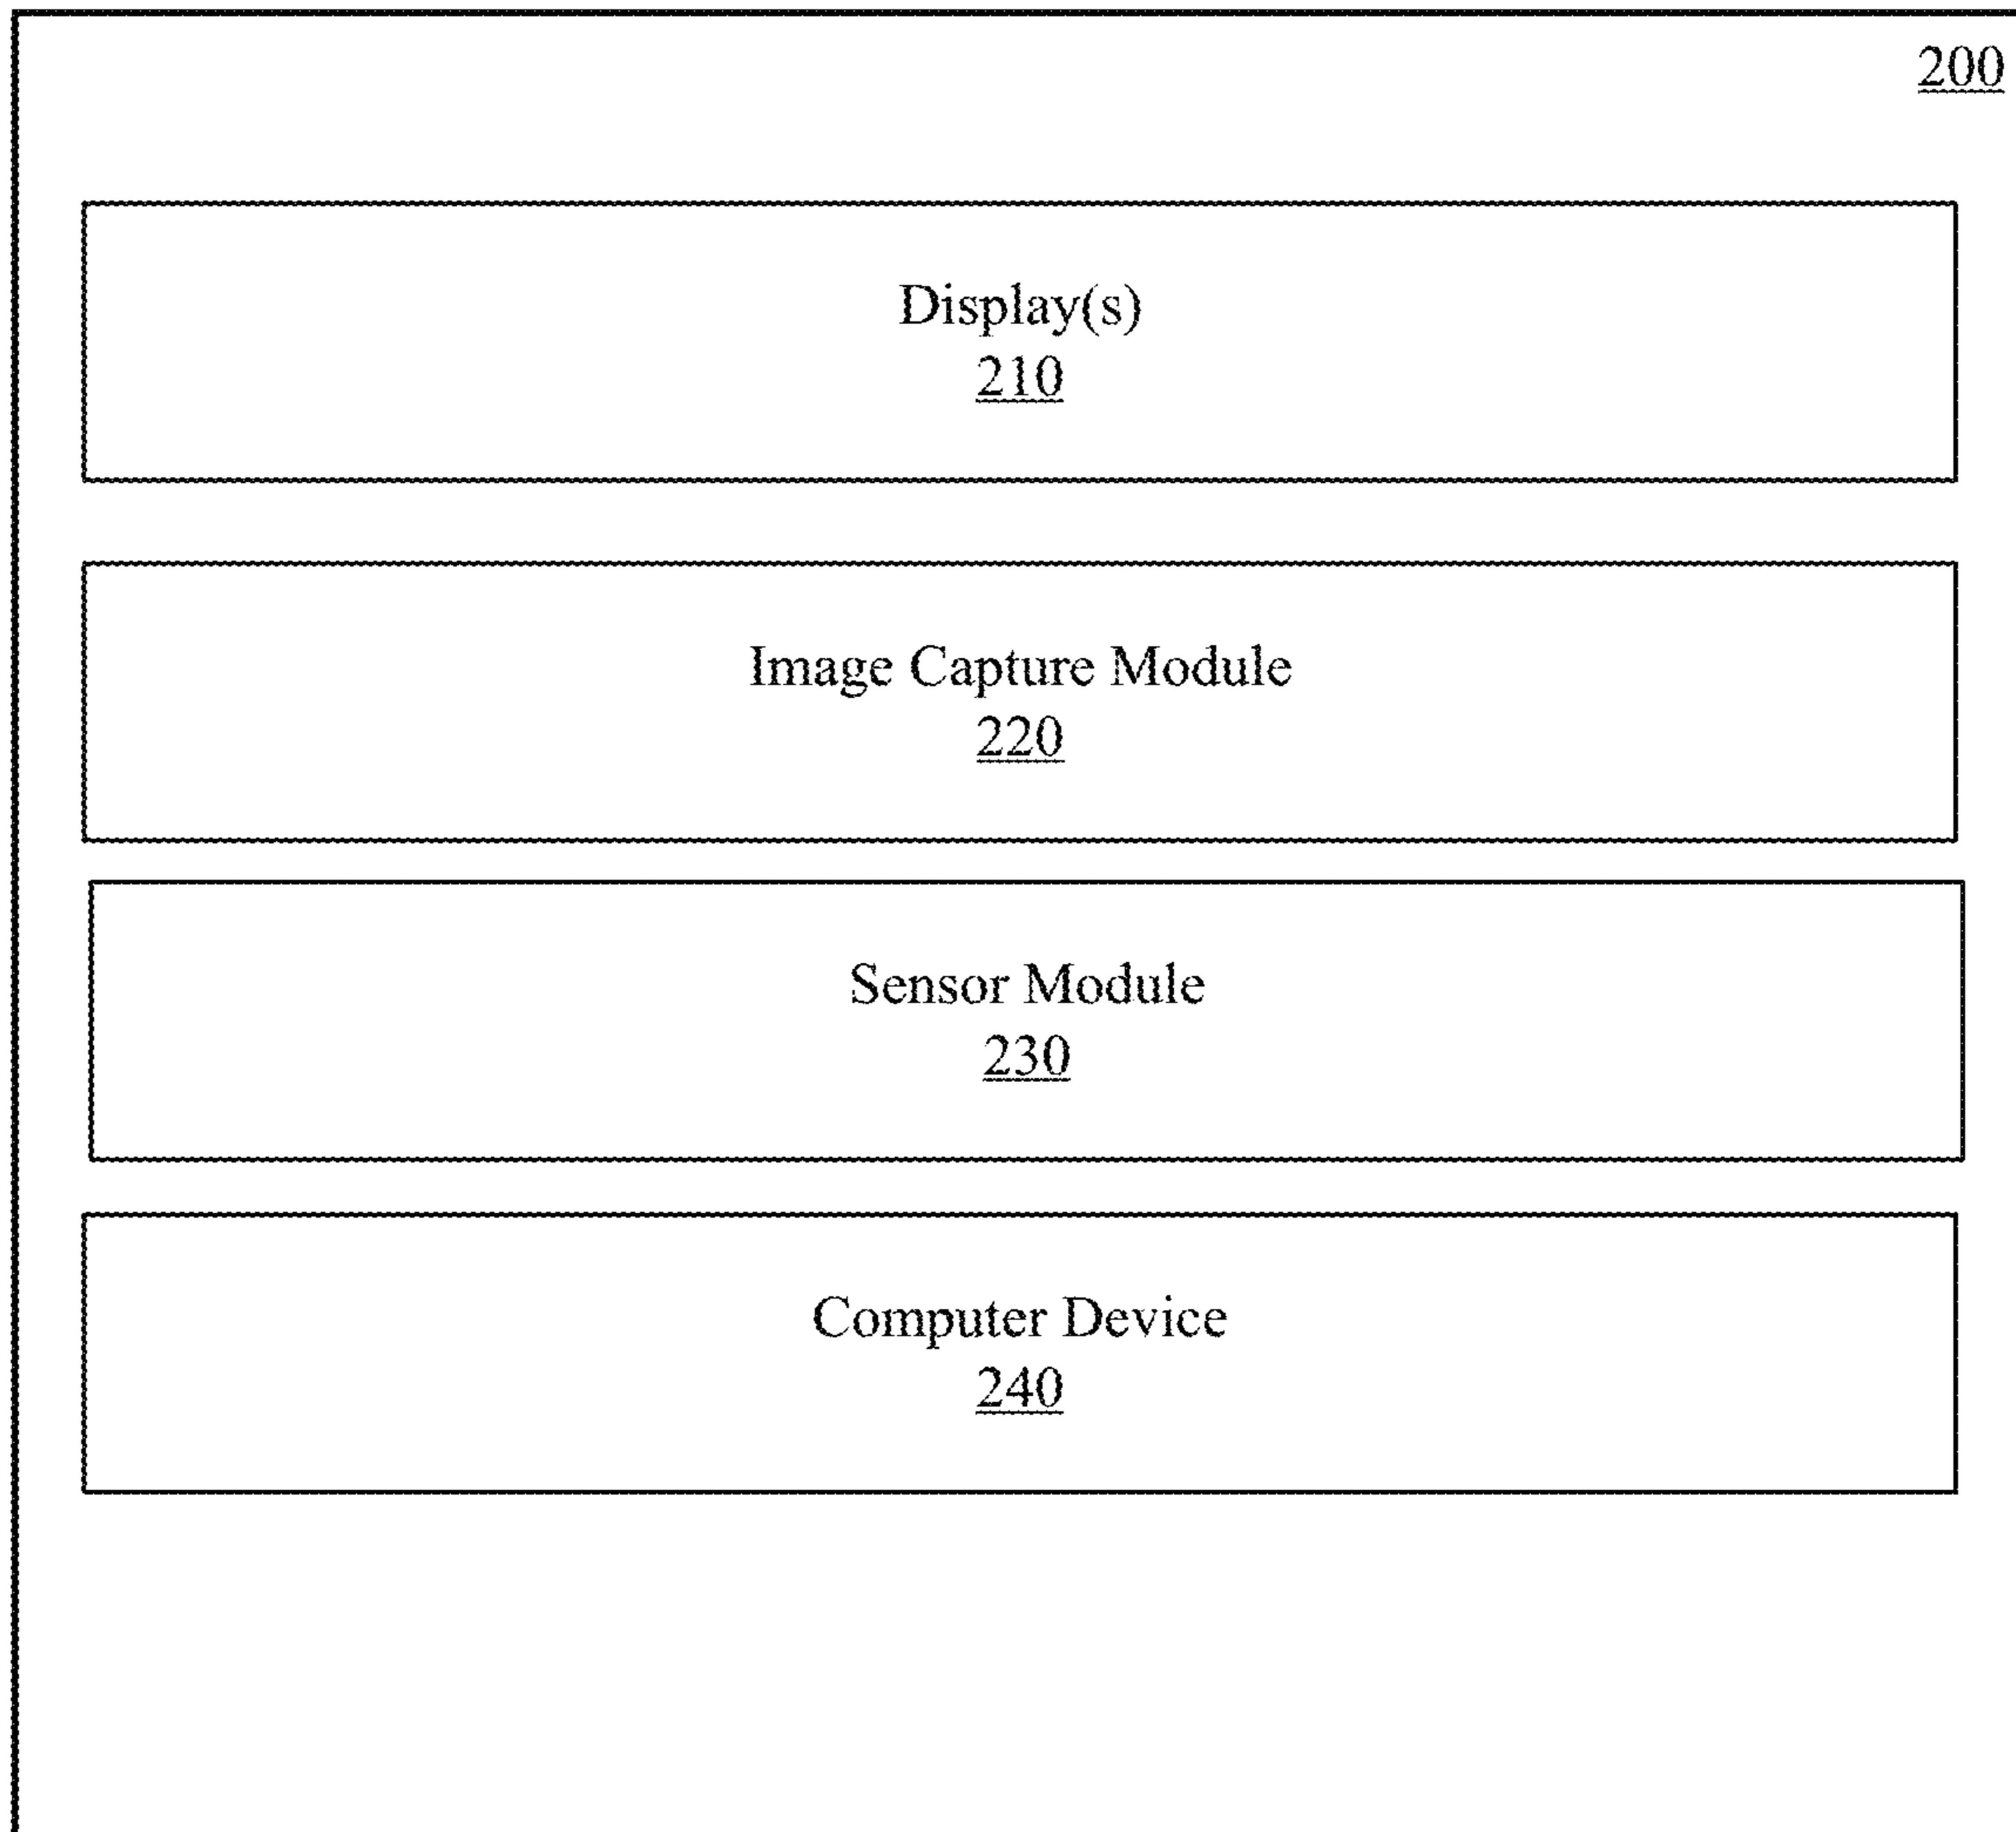 200
Display(s)
210
Image Capture Module
220
Sensor Module
230
Computer Device
240